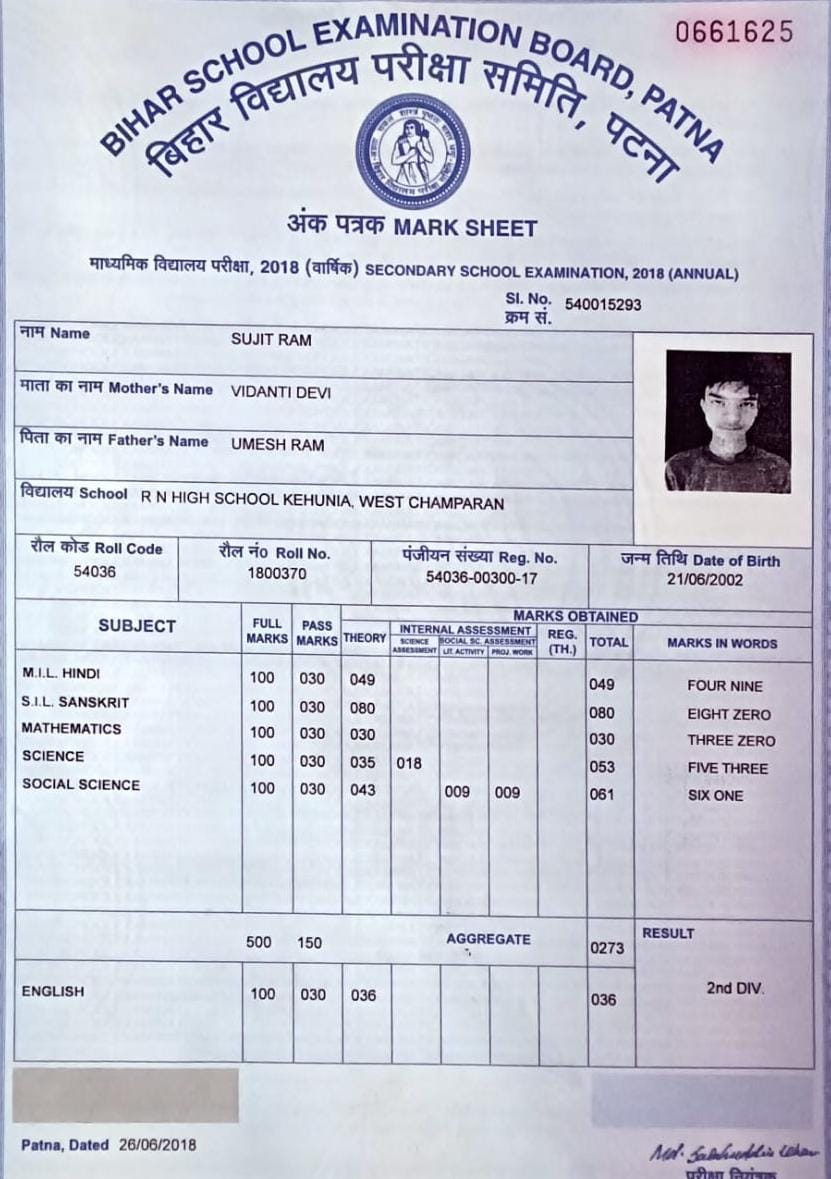 0661625
BIHAR SCHOOL EXAMINATION BOARD, PATNA
बिहार विद्यालय परीक्षा समिति, पटना
अंक पत्रक MARK SHEET
माध्यमिक विद्यालय परीक्षा, 2018 (वार्षिक) SECONDARY SCHOOL EXAMINATION, 2018 (ANNUAL)
Sl. No. 540015293
क्रम सं.
नाम Name SUJIT RAM
माता का नाम Mother's Name VIDANTI DEVI
पिता का नाम Father's Name UMESH RAM
विद्यालय School R N HIGH SCHOOL KEHUNIA, WEST CHAMPARAN
रौल कोड Roll Code रौल नं० Roll No. पंजीयन संख्या Reg. No. जन्म तिथि Date of Birth
54036 1800370 54036-00300-17 21/06/2002
MARKS OBTAINED
SUBJECT FULL MARKS PASS MARKS THEORY INTERNAL ASSESSMENT REG. (TH.) TOTAL MARKS IN WORDS
SCIENCE ASSESSMENT SOCIAL SC. ASSESSMENT
LIT. ACTIVITY PROJ. WORK
M.I.L. HINDI 100 030 049 049 FOUR NINE
S.I.L. SANSKRIT 100 030 080 080 EIGHT ZERO
MATHEMATICS 100 030 030 030 THREE ZERO
SCIENCE 100 030 035 018 053 FIVE THREE
SOCIAL SCIENCE 100 030 043 009 009 061 SIX ONE
500 150 AGGREGATE 0273 RESULT
2nd DIV.
ENGLISH 100 030 036 036
Patna, Dated 26/06/2018
परीक्षा नियंत्रक